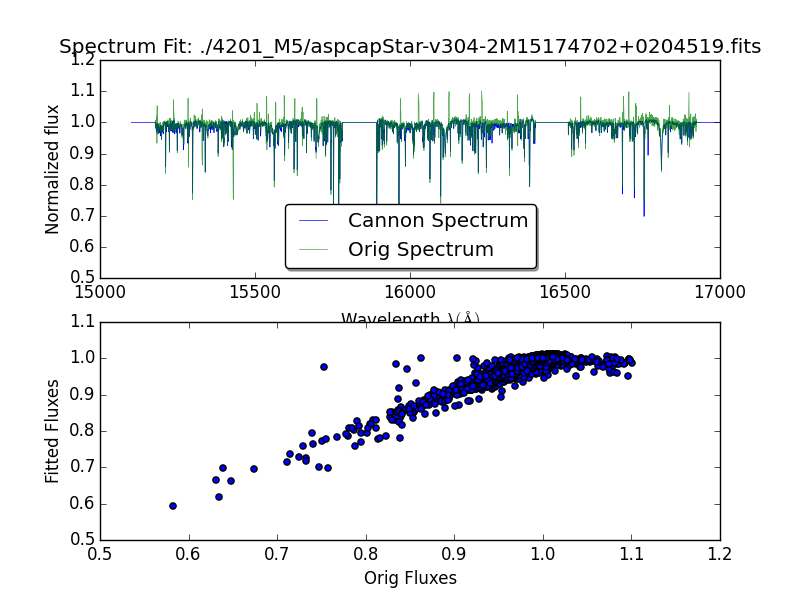 Spectrum Fit: ./4201_M5/aspcapStar-v304-2M15174702+0204519.fits
1.2
1.1
1.0
0.9
0.8
0.7
0.6
0.5
Normalized flux
Cannon Spectrum
Orig Spectrum
15000 15500 16000 16500 17000
Wavelength λ(Å)
1.1
1.0
0.9
0.8
0.7
0.6
0.5
Fitted Fluxes
0.5 0.6 0.7 0.8 0.9 1.0 1.1 1.2
Orig Fluxes